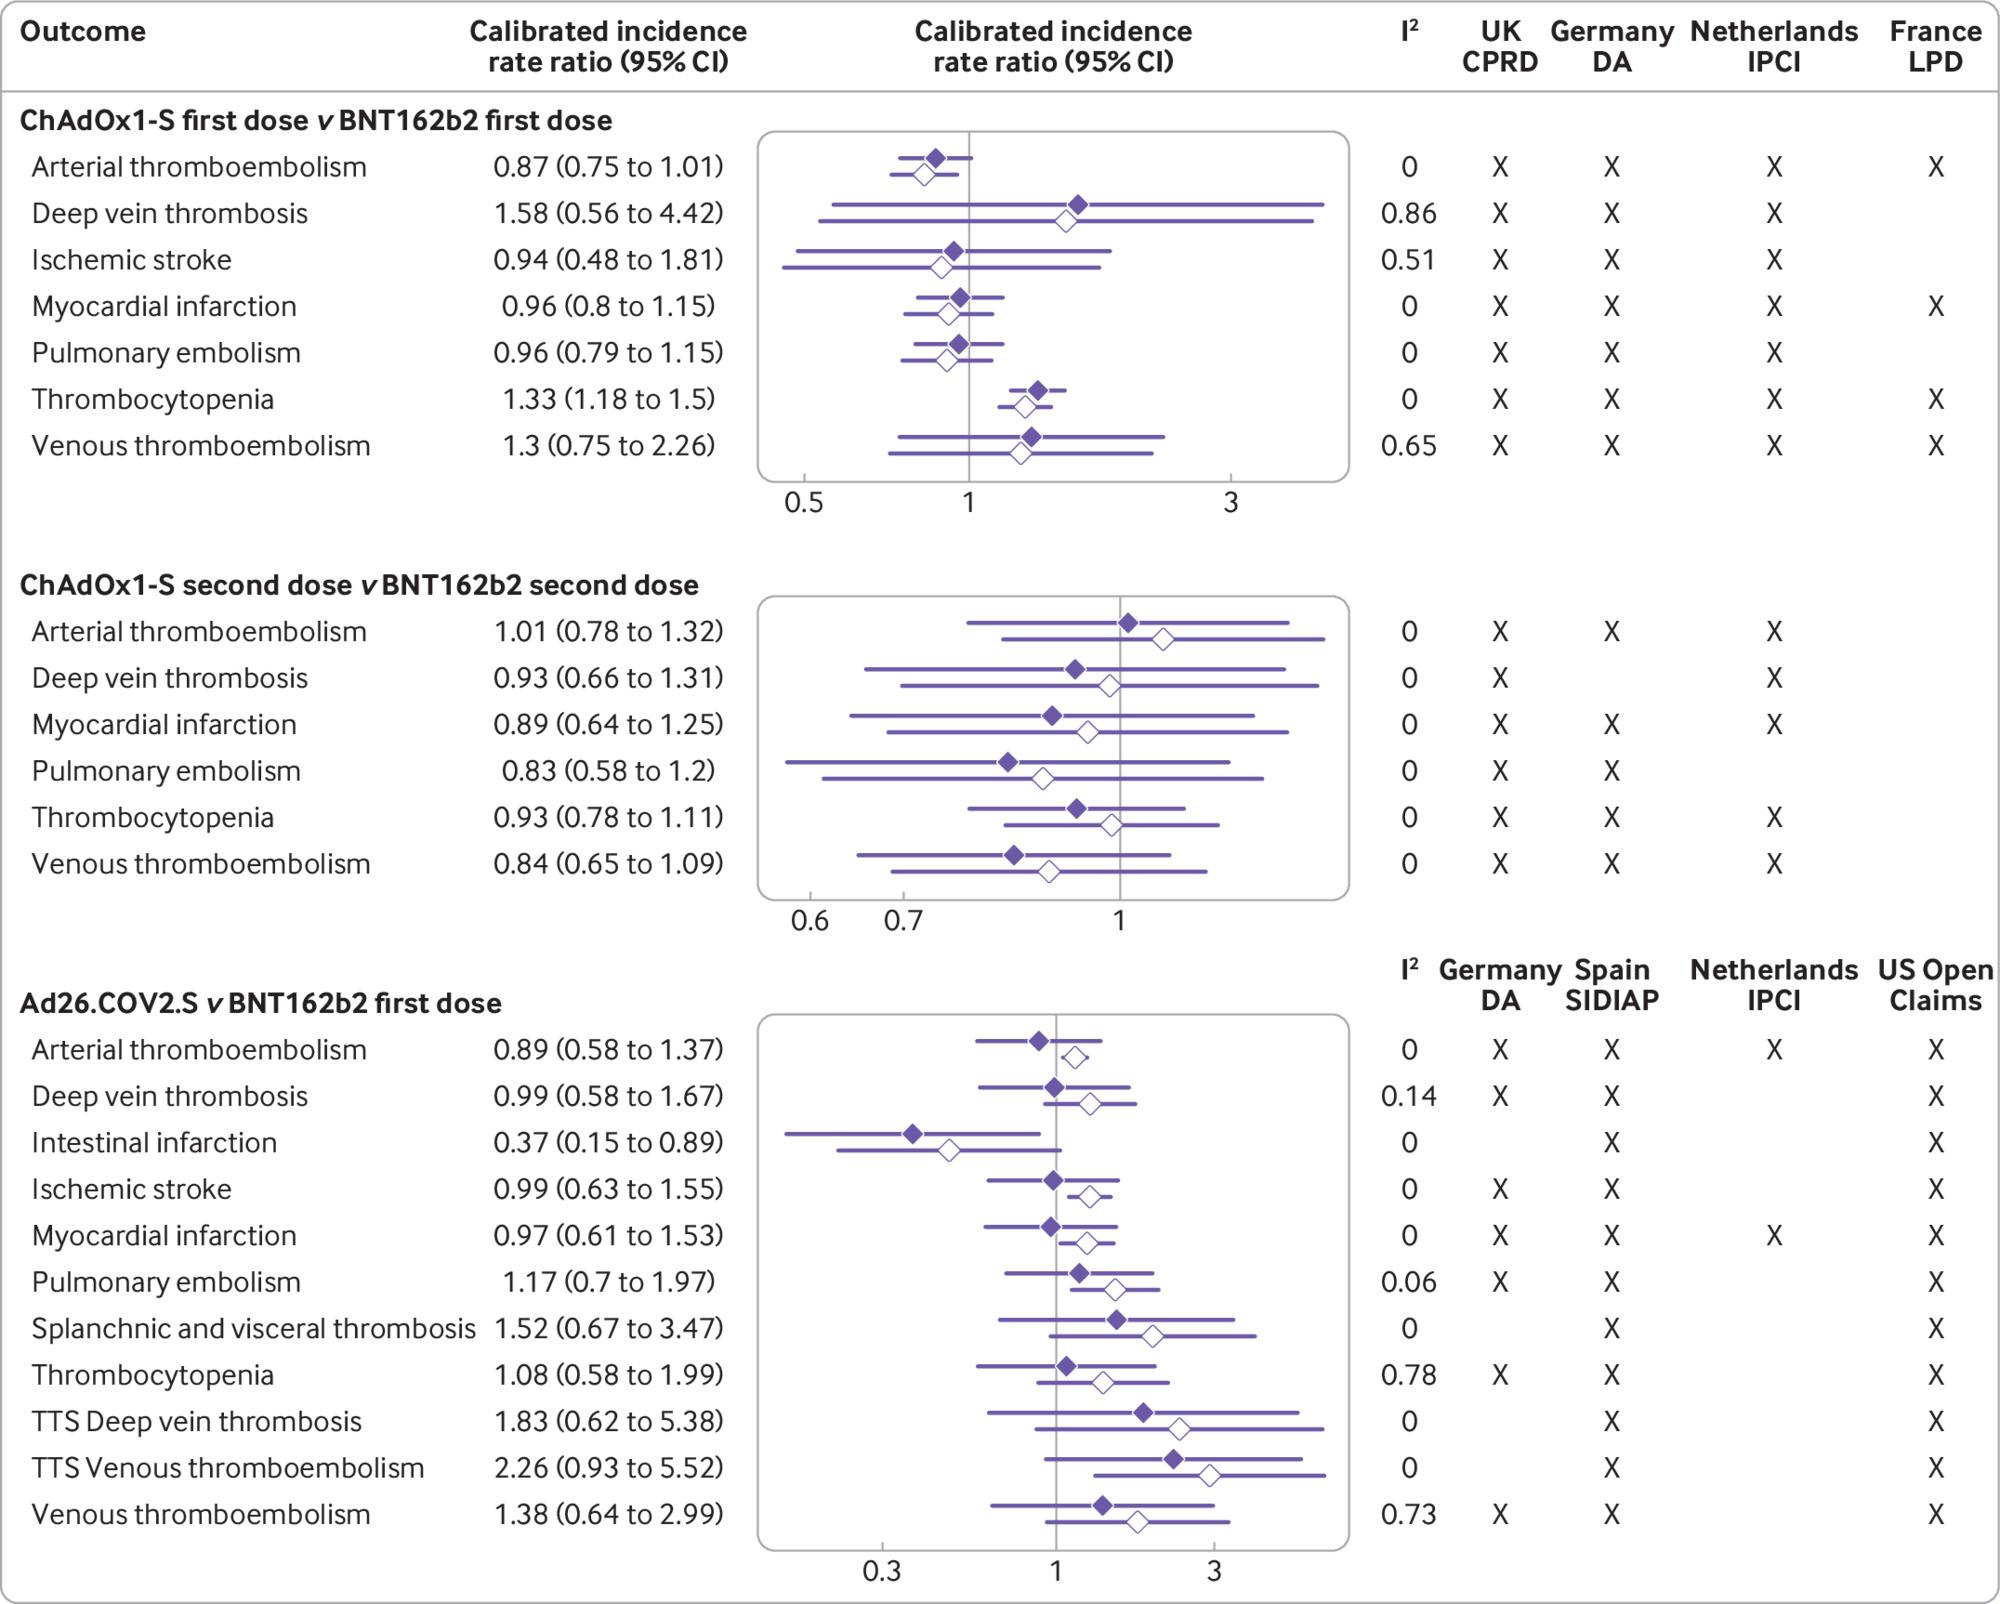 Outcome Calibrated incidence rate ratio (95% CI) Calibrated incidence rate ratio (95% CI) I² UK CPRD Germany DA Netherlands IPCI France LPD
ChAdOx1-S first dose v BNT162b2 first dose
Arterial thromboembolism 0.87 (0.75 to 1.01) 0 X X X X
Deep vein thrombosis 1.58 (0.56 to 4.42) 0.86 X X X
Ischemic stroke 0.94 (0.48 to 1.81) 0.51 X X X
Myocardial infarction 0.96 (0.8 to 1.15) 0 X X X X
Pulmonary embolism 0.96 (0.79 to 1.15) 0 X X X
Thrombocytopenia 1.33 (1.18 to 1.5) 0 X X X X
Venous thromboembolism 1.3 (0.75 to 2.26) 0.65 X X X X
0.5 1 3
ChAdOx1-S second dose v BNT162b2 second dose
Arterial thromboembolism 1.01 (0.78 to 1.32) 0 X X X
Deep vein thrombosis 0.93 (0.66 to 1.31) 0 X X
Myocardial infarction 0.89 (0.64 to 1.25) 0 X X X
Pulmonary embolism 0.83 (0.58 to 1.2) 0 X X
Thrombocytopenia 0.93 (0.78 to 1.11) 0 X X X
Venous thromboembolism 0.84 (0.65 to 1.09) 0 X X X
0.6 0.7 1
I² Germany DA Spain SIDIAP Netherlands IPCI US Open Claims
Ad26.COV2.S v BNT162b2 first dose
Arterial thromboembolism 0.89 (0.58 to 1.37) 0 X X X X
Deep vein thrombosis 0.99 (0.58 to 1.67) 0.14 X X X
Intestinal infarction 0.37 (0.15 to 0.89) 0 X X
Ischemic stroke 0.99 (0.63 to 1.55) 0 X X X
Myocardial infarction 0.97 (0.61 to 1.53) 0 X X X X
Pulmonary embolism 1.17 (0.7 to 1.97) 0.06 X X X
Splanchnic and visceral thrombosis 1.52 (0.67 to 3.47) 0 X X
Thrombocytopenia 1.08 (0.58 to 1.99) 0.78 X X X
TTS Deep vein thrombosis 1.83 (0.62 to 5.38) 0 X X
TTS Venous thromboembolism 2.26 (0.93 to 5.52) 0 X X
Venous thromboembolism 1.38 (0.64 to 2.99) 0.73 X X X
0.3 1 3